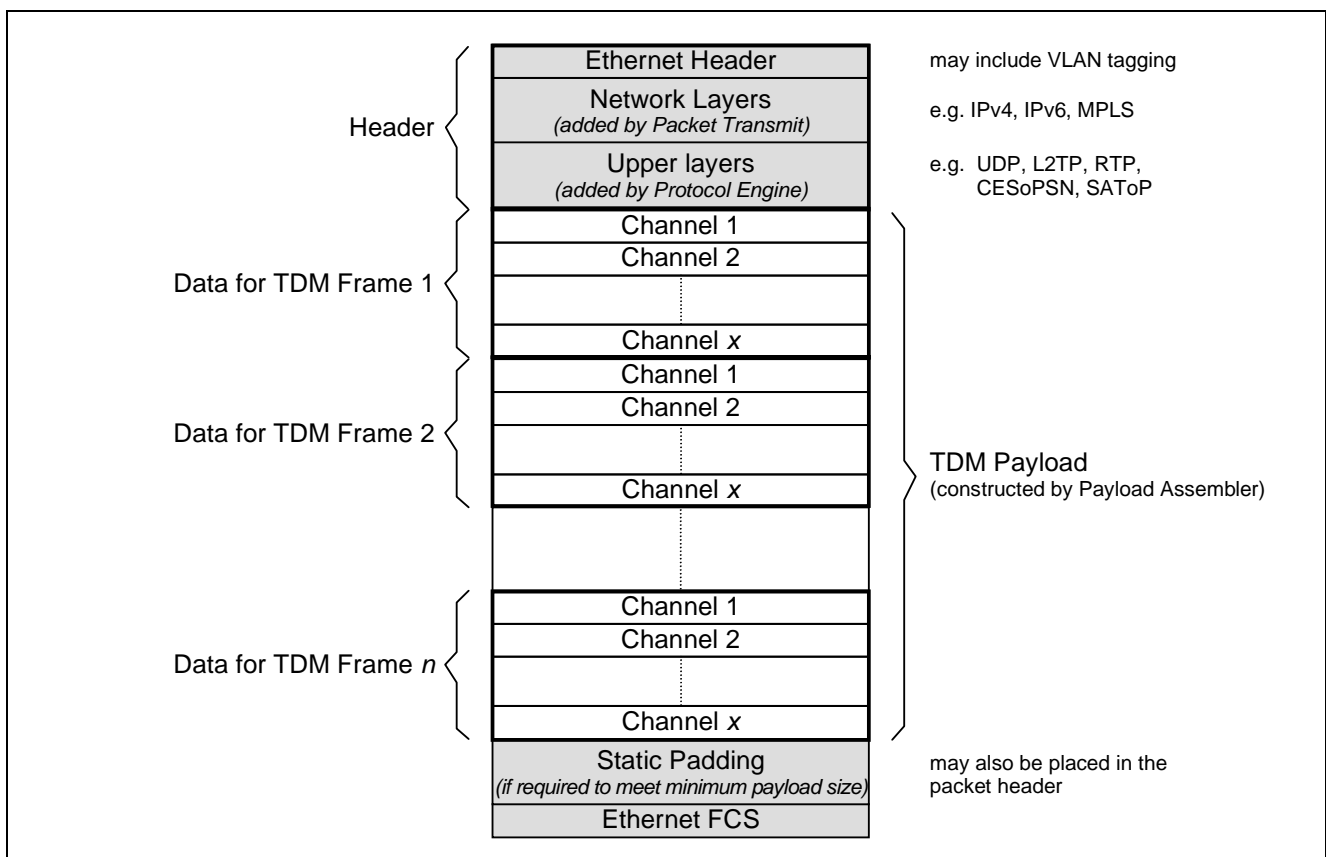 Ethernet Header
may include VLAN tagging
Network Layers
(added by Packet Transmit)
e.g. IPv4, IPv6, MPLS
Header
Upper layers
(added by Protocol Engine)
e.g. UDP, L2TP, RTP,
CESoPSN, SAToP
Channel 1
Channel 2
Data for TDM Frame 1
Channel x
Channel 1
Channel 2
Data for TDM Frame 2
Channel x
TDM Payload
(constructed by Payload Assembler)
Channel 1
Channel 2
Data for TDM Frame n
Channel x
Static Padding
(if required to meet minimum payload size)
may also be placed in the
packet header
Ethernet FCS